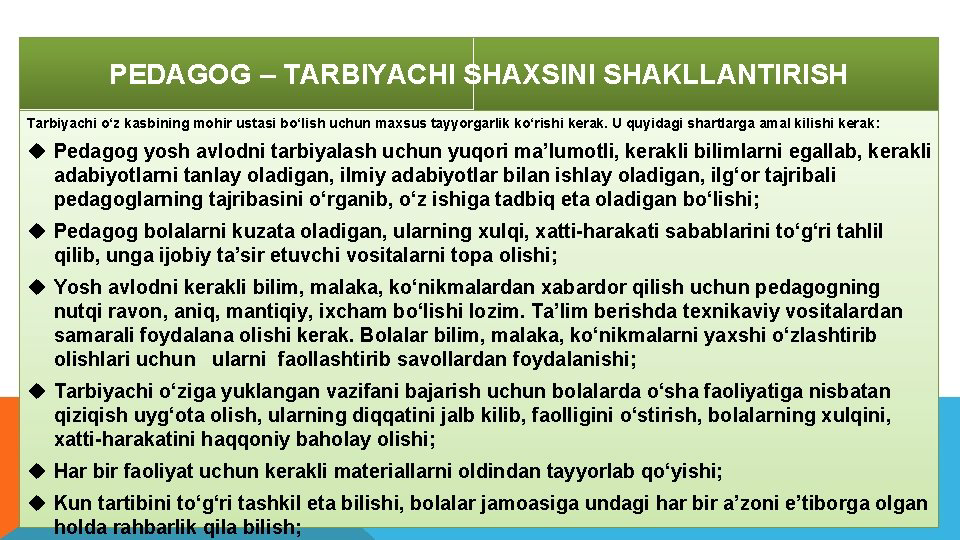 PEDAGOG – TARBIYACHI SHAXSINI SHAKLLANTIRISH
Tarbiyachi o‘z kasbining mohir ustasi bo‘lish uchun maxsus tayyorgarlik ko‘rishi kerak. U quyidagi shartlarga amal kilishi kerak:
◆ Pedagog yosh avlodni tarbiyalash uchun yuqori ma’lumotli, kerakli bilimlarni egallab, kerakli
adabiyotlarni tanlay oladigan, ilmiy adabiyotlar bilan ishlay oladigan, ilg‘or tajribali
pedagoglarning tajribasini o‘rganib, o‘z ishiga tadbiq eta oladigan bo‘lishi;
◆ Pedagog bolalarni kuzata oladigan, ularning xulqi, xatti-harakati sabablarini to‘g‘ri tahlil
qilib, unga ijobiy ta’sir etuvchi vositalarni topa olishi;
◆ Yosh avlodni kerakli bilim, malaka, ko‘nikmalardan xabardor qilish uchun pedagogning
nutqi ravon, aniq, mantiqiy, ixcham bo‘lishi lozim. Ta’lim berishda texnikaviy vositalardan
samarali foydalana olishi kerak. Bolalar bilim, malaka, ko‘nikmalarni yaxshi o‘zlashtirib
olishlari uchun ularni faollashtirib savollardan foydalanishi;
◆ Tarbiyachi o‘ziga yuklangan vazifani bajarish uchun bolalarda o‘sha faoliyatiga nisbatan
qiziqish uyg‘ota olish, ularning diqqatini jalb kilib, faolligini o‘stirish, bolalarning xulqini,
xatti-harakatini haqqoniy baholay olishi;
◆ Har bir faoliyat uchun kerakli materiallarni oldindan tayyorlab qo‘yishi;
◆ Kun tartibini to‘g‘ri tashkil eta bilishi, bolalar jamoasiga undagi har bir a’zoni e’tiborga olgan
holda rahbarlik qila bilish;